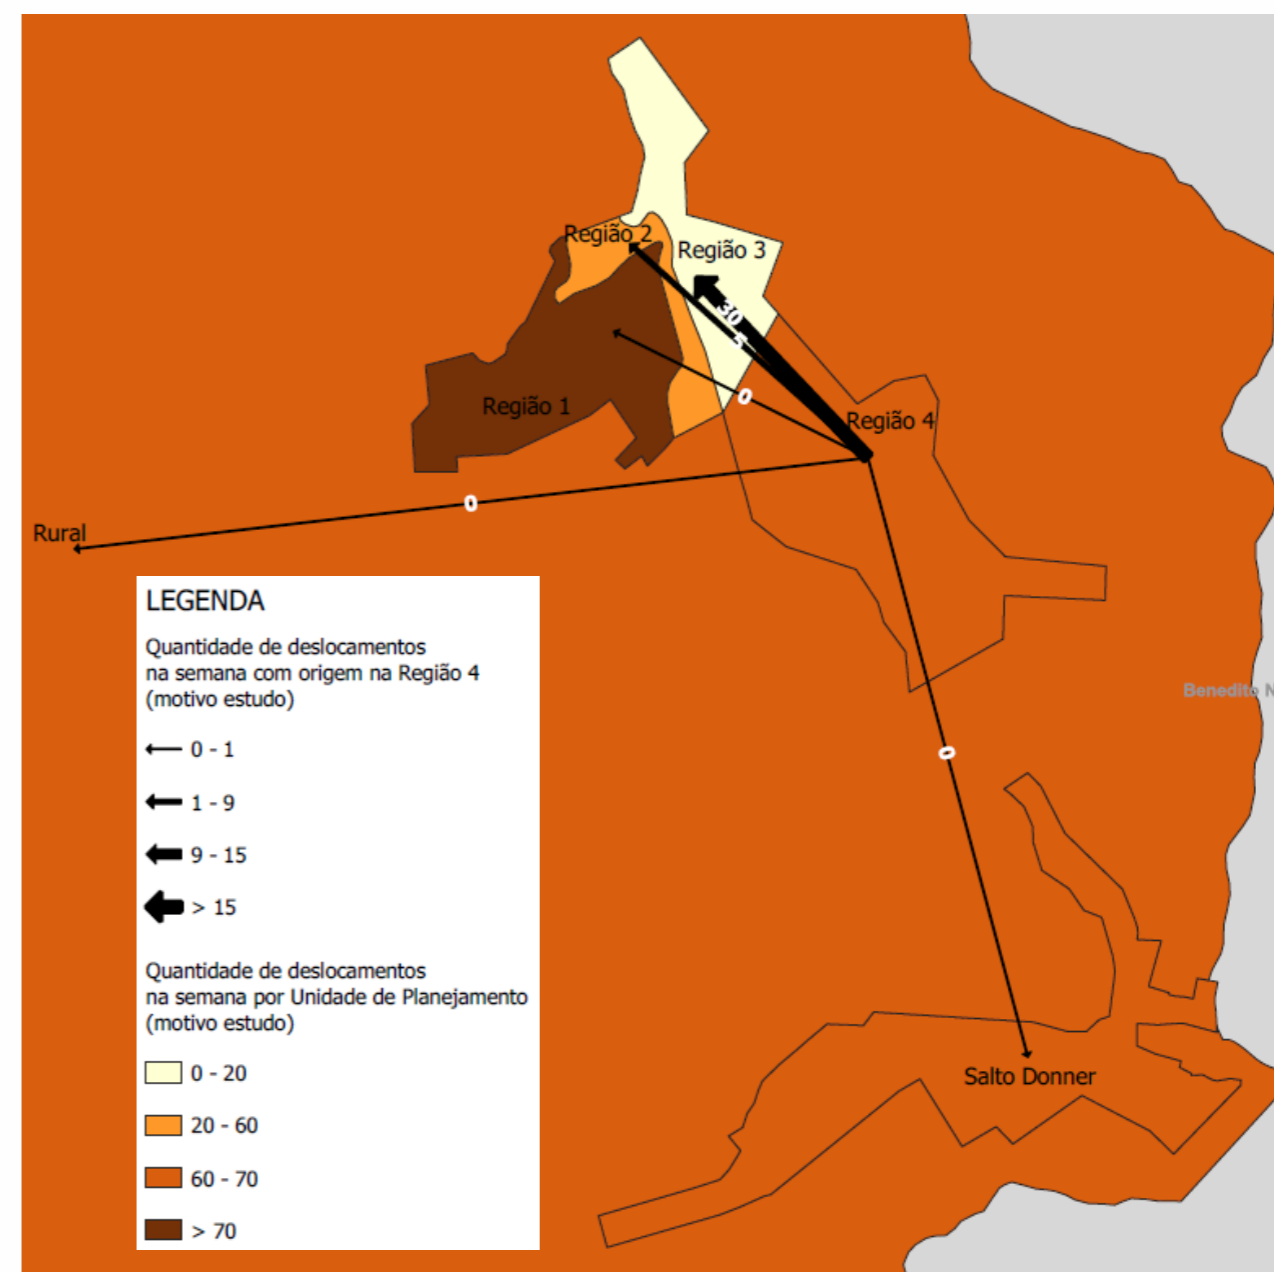 Região 2
Região 3
30
5
0
Região 1
Região 4
0
Rural
LEGENDA
Quantidade de deslocamentos
na semana com origem na Região 4
(motivo estudo)
0 - 1
1 - 9
9 - 15
> 15
Quantidade de deslocamentos
na semana por Unidade de Planejamento
(motivo estudo)
0 - 20
20 - 60
60 - 70
> 70
Benedito N
0
Salto Donner